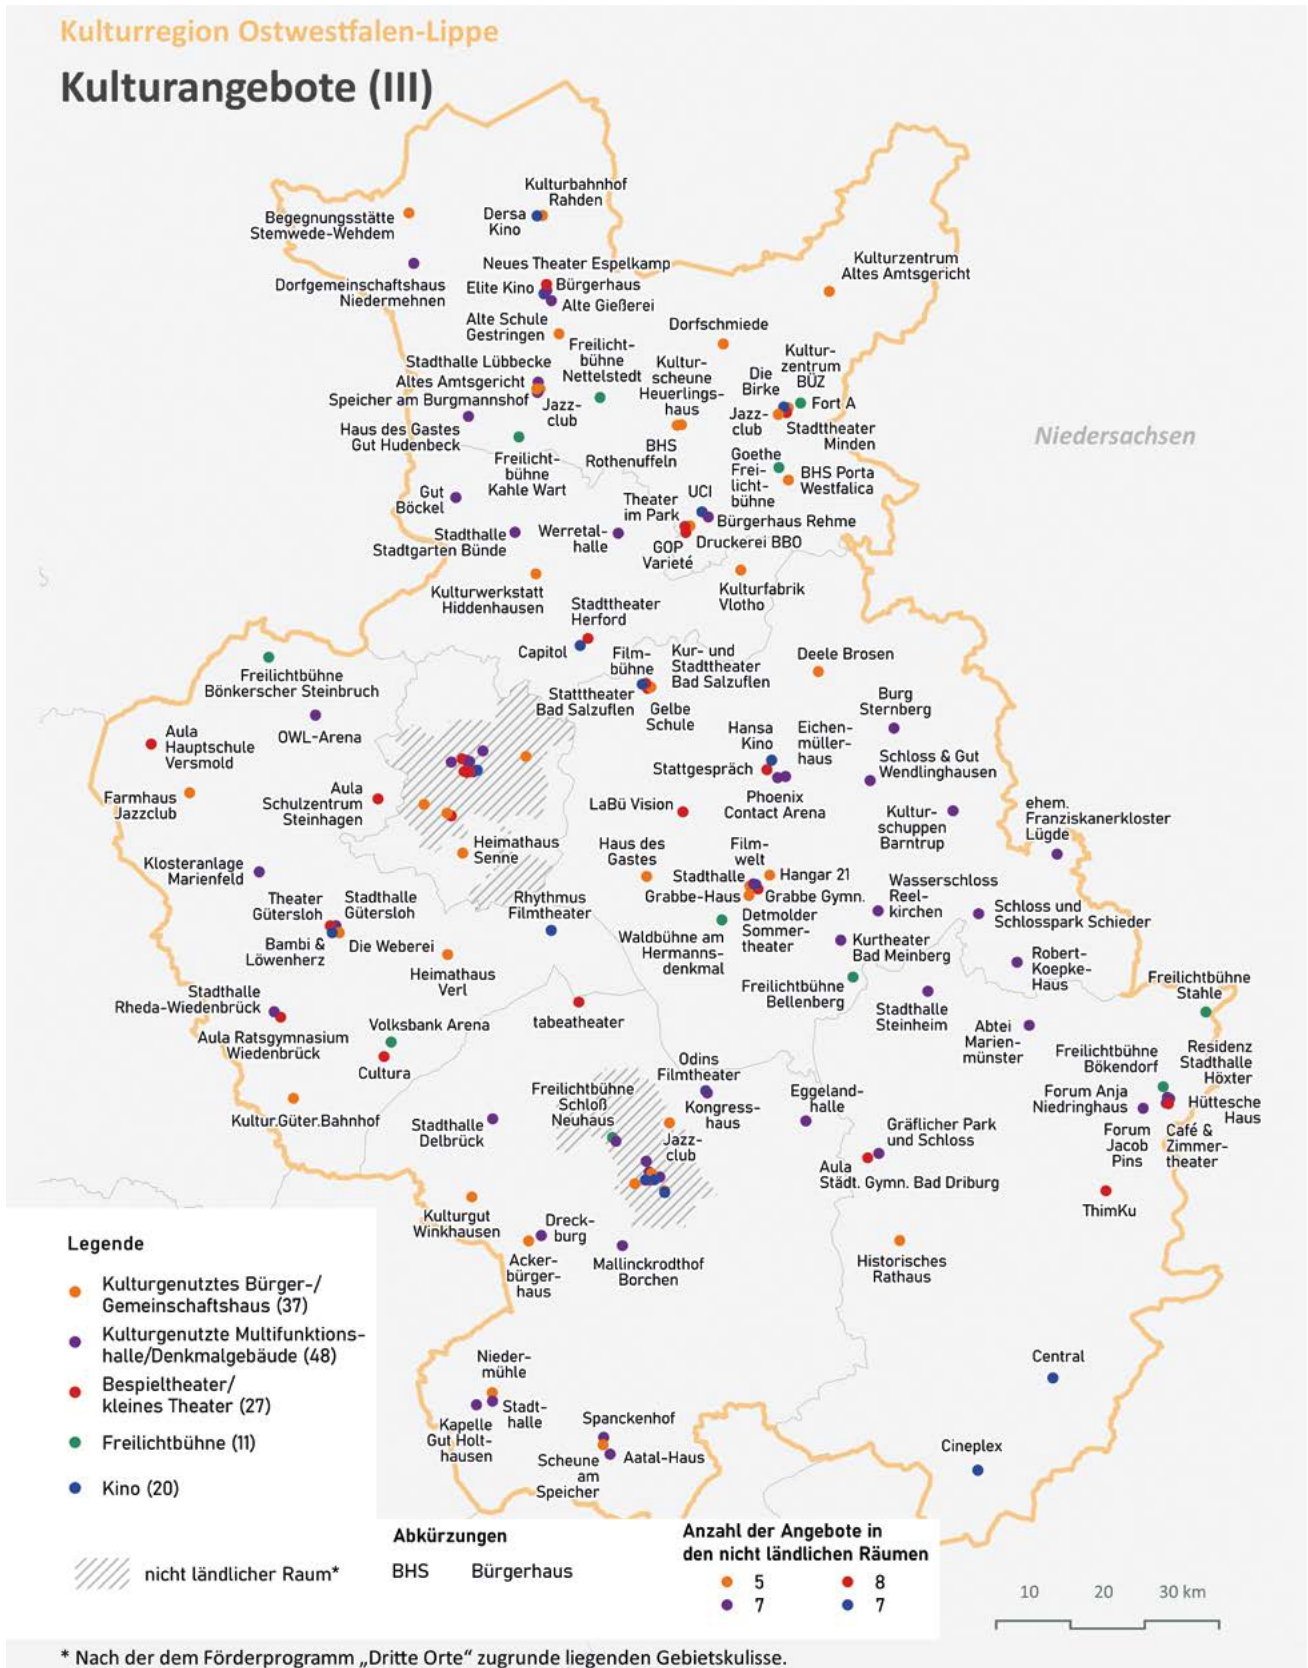 Kulturregion Ostwestfalen-Lippe
Kulturangebote (III)
Kulturbahnhof
Rahden
Begegnungsstätte
Stemwede-Wehdem
Dersa
Kino
Dorfgemeinschaftshaus
Niedermehnen
Neues Theater Espelkamp
Elite Kino
Bürgerhaus
Alte Gießerei
Kulturzentrum
Altes Amtsgericht
Alte Schule
Gestringen
Dorfschmiede
Freilicht-
bühne
Nettelstedt
Stadthalle Lübbecke
Altes Amtsgericht
Speicher am Burgmannshof
Jazz-
club
Kultur-
scheune
Heuerlings-
haus
Die
Birke
Kultur-
zentrum
BÜZ
Fort A
Jazz-
club
Stadttheater
Minden
Haus des Gastes
Gut Hudenbeck
Freilicht-
bühne
Kahle Wart
BHS
Rothenuffeln
Goethe
Frei-
licht-
bühne
BHS Porta
Westfalica
Gut
Böckel
Theater
im Park
UCI
Bürgerhaus Rehme
Stadthalle
Stadtgarten Bünde
Werretal-
halle
GOP
Varieté
Druckerei BBO
Kulturwerkstatt
Hiddenhausen
Kulturfabrik
Vlotho
Stadttheater
Herford
Capitol
Film-
bühne
Kur- und
Stadttheater
Bad Salzuflen
Deele Brosen
Freilichtbühne
Bönkerscher Steinbruch
Statttheater
Bad Salzuflen
Gelbe
Schule
Burg
Sternberg
OWL-Arena
Aula
Hauptschule
Versmold
Hansa
Kino
Eichen-
müller-
haus
Stattgespräch
Schloss & Gut
Wendlinghausen
Farmhaus
Jazzclub
Aula
Schulzentrum
Steinhagen
LaBü Vision
Phoenix
Contact Arena
Kultur-
schuppen
Barntrup
ehem.
Franziskanerkloster
Lügde
Heimathaus
Senne
Haus des
Gastes
Film-
welt
Stadthalle
Hangar 21
Grabbe-Haus
Grabbe Gymn.
Klosteranlage
Marienfeld
Wasserschloss
Reel-
kirchen
Schloss und
Schlosspark Schieder
Theater
Gütersloh
Stadthalle
Gütersloh
Rhythmus
Filmtheater
Detmolder
Sommer-
theater
Waldbühne am
Hermanns-
denkmal
Bambi &
Löwenherz
Die Weberei
Kurtheater
Bad Meinberg
Robert-
Koepke-
Haus
Heimathaus
Verl
Freilichtbühne
Bellenberg
Freilichtbühne
Stahle
Stadthalle
Rheda-Wiedenbrück
Stadthalle
Steinheim
Aula Ratsgymnasium
Wiedenbrück
Volksbank Arena
tabeatheater
Abtei
Marien-
münster
Cultura
Freilichtbühne
Bökendorf
Residenz
Stadthalle
Höxter
Odins
Filmtheater
Kongress-
haus
Freilichtbühne
Schloß
Neuhaus
Eggeland-
halle
Forum Anja
Niedringhaus
Hüttesche
Haus
Kultur.Güter.Bahnhof
Stadthalle
Delbrück
Jazz-
club
Gräflicher Park
und Schloss
Forum
Jacob
Pins
Café &
Zimmer-
theater
Aula
Städt. Gymn. Bad Driburg
ThimKu
Kulturgut
Winkhausen
Dreck-
burg
Acker-
bürger-
haus
Mallinckrodthof
Borchen
Historisches
Rathaus
Nieder-
mühle
Stadt-
halle
Kapelle
Gut Holt-
hausen
Spanckenhof
Scheune
am
Speicher
Aatal-Haus
Central
Cineplex
Niedersachsen
Legende
Kulturgenutztes Bürger-/
Gemeinschaftshaus (37)
Kulturgenutzte Multifunktions-
halle/Denkmalgebäude (48)
Bespieltheater/
kleines Theater (27)
Freilichtbühne (11)
Kino (20)
nicht ländlicher Raum*
Abkürzungen
BHS Bürgerhaus
Anzahl der Angebote in
den nicht ländlichen Räumen
5 8
7 7
10 20 30 km
* Nach der dem Förderprogramm „Dritte Orte“ zugrunde liegenden Gebietskulisse.